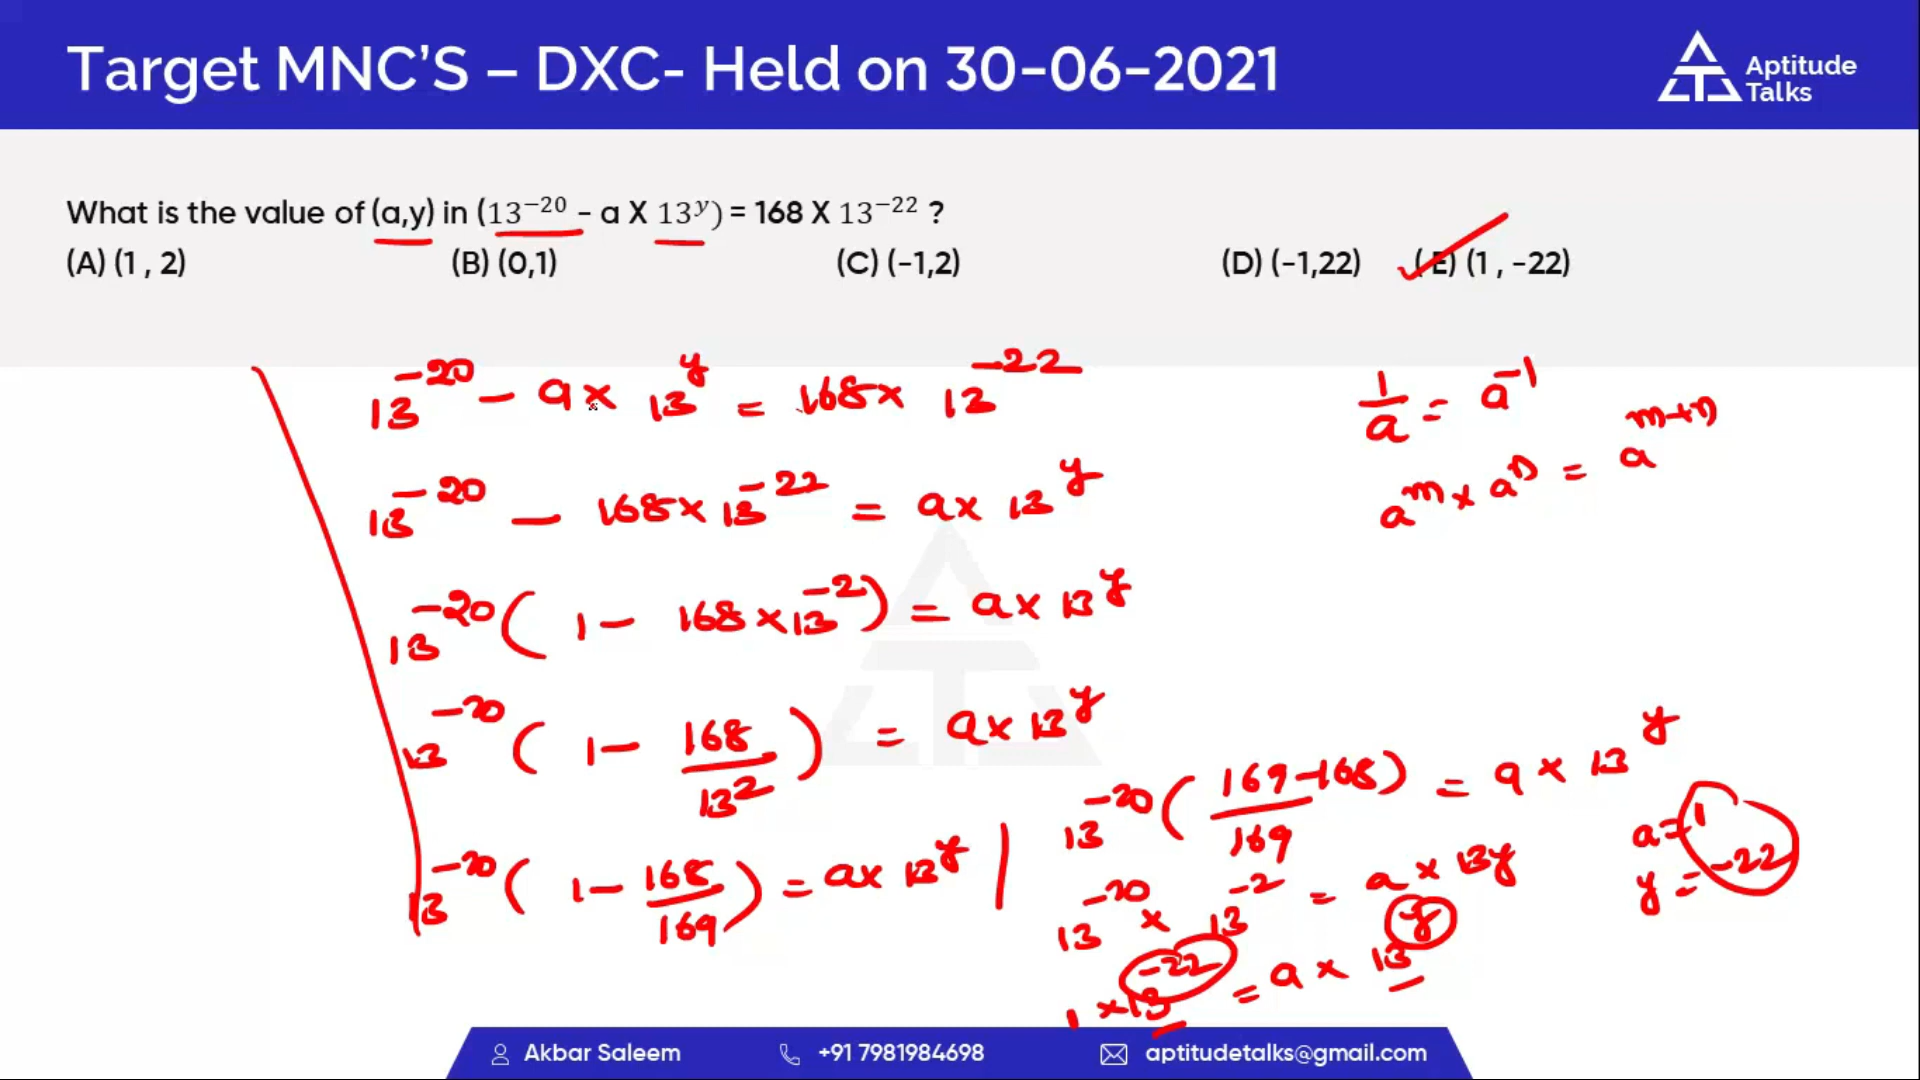 Target MNC'S – DXC- Held on 30-06-2021
Aptitude
Talks
What is the value of (a,y) in (13⁻²⁰ - a X 13ʸ) = 168 X 13⁻²² ?
(A) (1 , 2) (B) (0,1) (C) (-1,2) (D) (-1,22) (E) (1 , -22)
13⁻²⁰ - a × 13ʸ = 168 × 13⁻²²
13⁻²⁰ - 168 × 13⁻²² = a × 13ʸ
13⁻²⁰ ( 1 - 168 × 13⁻² ) = a × 13ʸ
13⁻²⁰ ( 1 - 168/13² ) = a × 13ʸ
13⁻²⁰ ( 1 - 168/169 ) = a × 13ʸ
1/a = a⁻¹
aᵐ × aⁿ = aᵐ⁺ⁿ
13⁻²⁰ ( 169-168/169 ) = a × 13ʸ
13⁻²⁰ × 13⁻² = a × 13y
1 × 13⁻²² = a × 13ʸ
a = 1
y = -22
Akbar Saleem +91 7981984698 aptitudetalks@gmail.com